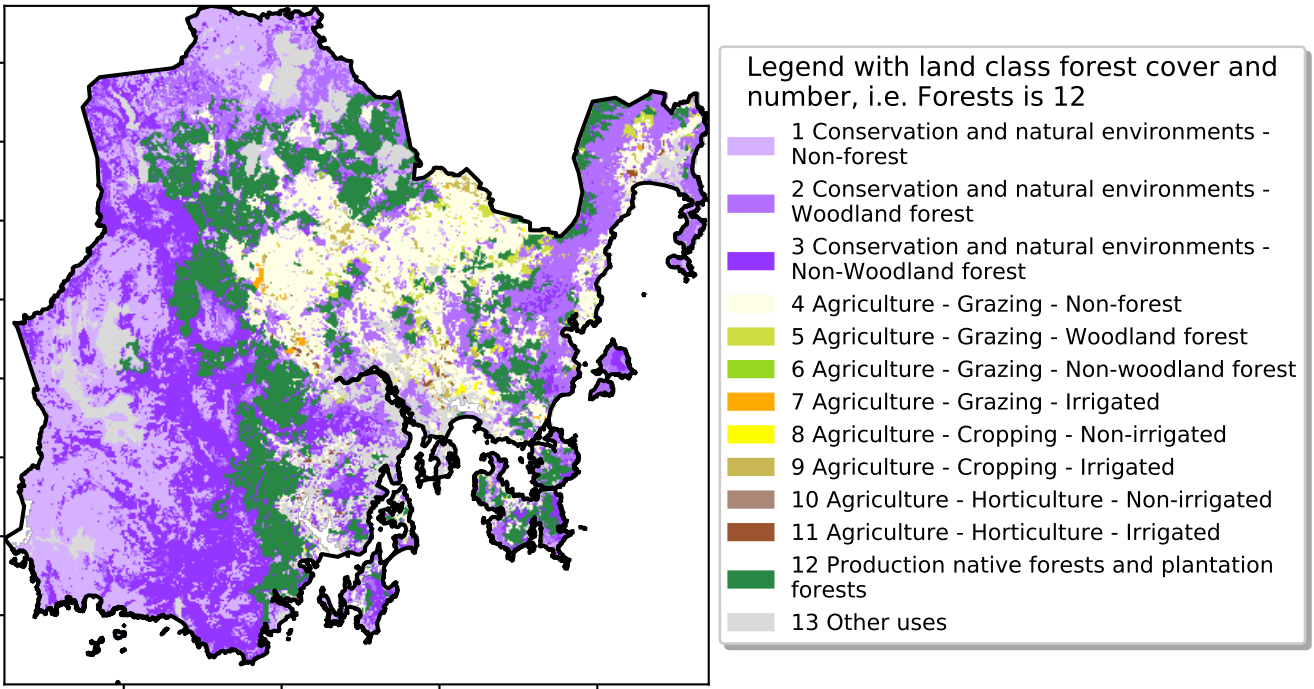 Legend with land class forest cover and
number, i.e. Forests is 12
1 Conservation and natural environments -
Non-forest
2 Conservation and natural environments -
Woodland forest
3 Conservation and natural environments -
Non-Woodland forest
4 Agriculture - Grazing - Non-forest
5 Agriculture - Grazing - Woodland forest
6 Agriculture - Grazing - Non-woodland forest
7 Agriculture - Grazing - Irrigated
8 Agriculture - Cropping - Non-irrigated
9 Agriculture - Cropping - Irrigated
10 Agriculture - Horticulture - Non-irrigated
11 Agriculture - Horticulture - Irrigated
12 Production native forests and plantation
forests
13 Other uses